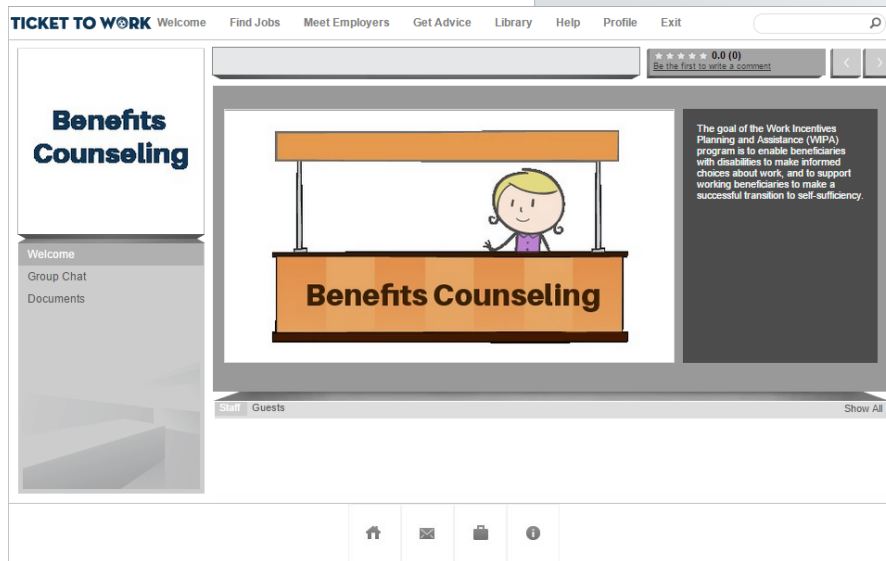 TICKET TO WORK Welcome Find Jobs Meet Employers Get Advice Library Help Profile Exit
Benefits
Counseling
Welcome
Group Chat
Documents
0.0 (0)
Be the first to write a comment
Benefits Counseling
The goal of the Work Incentives
Planning and Assistance (WIPA)
program is to enable beneficiaries
with disabilities to make informed
choices about work, and to support
working beneficiaries to make a
successful transition to self-sufficiency.
Staff Guests Show All